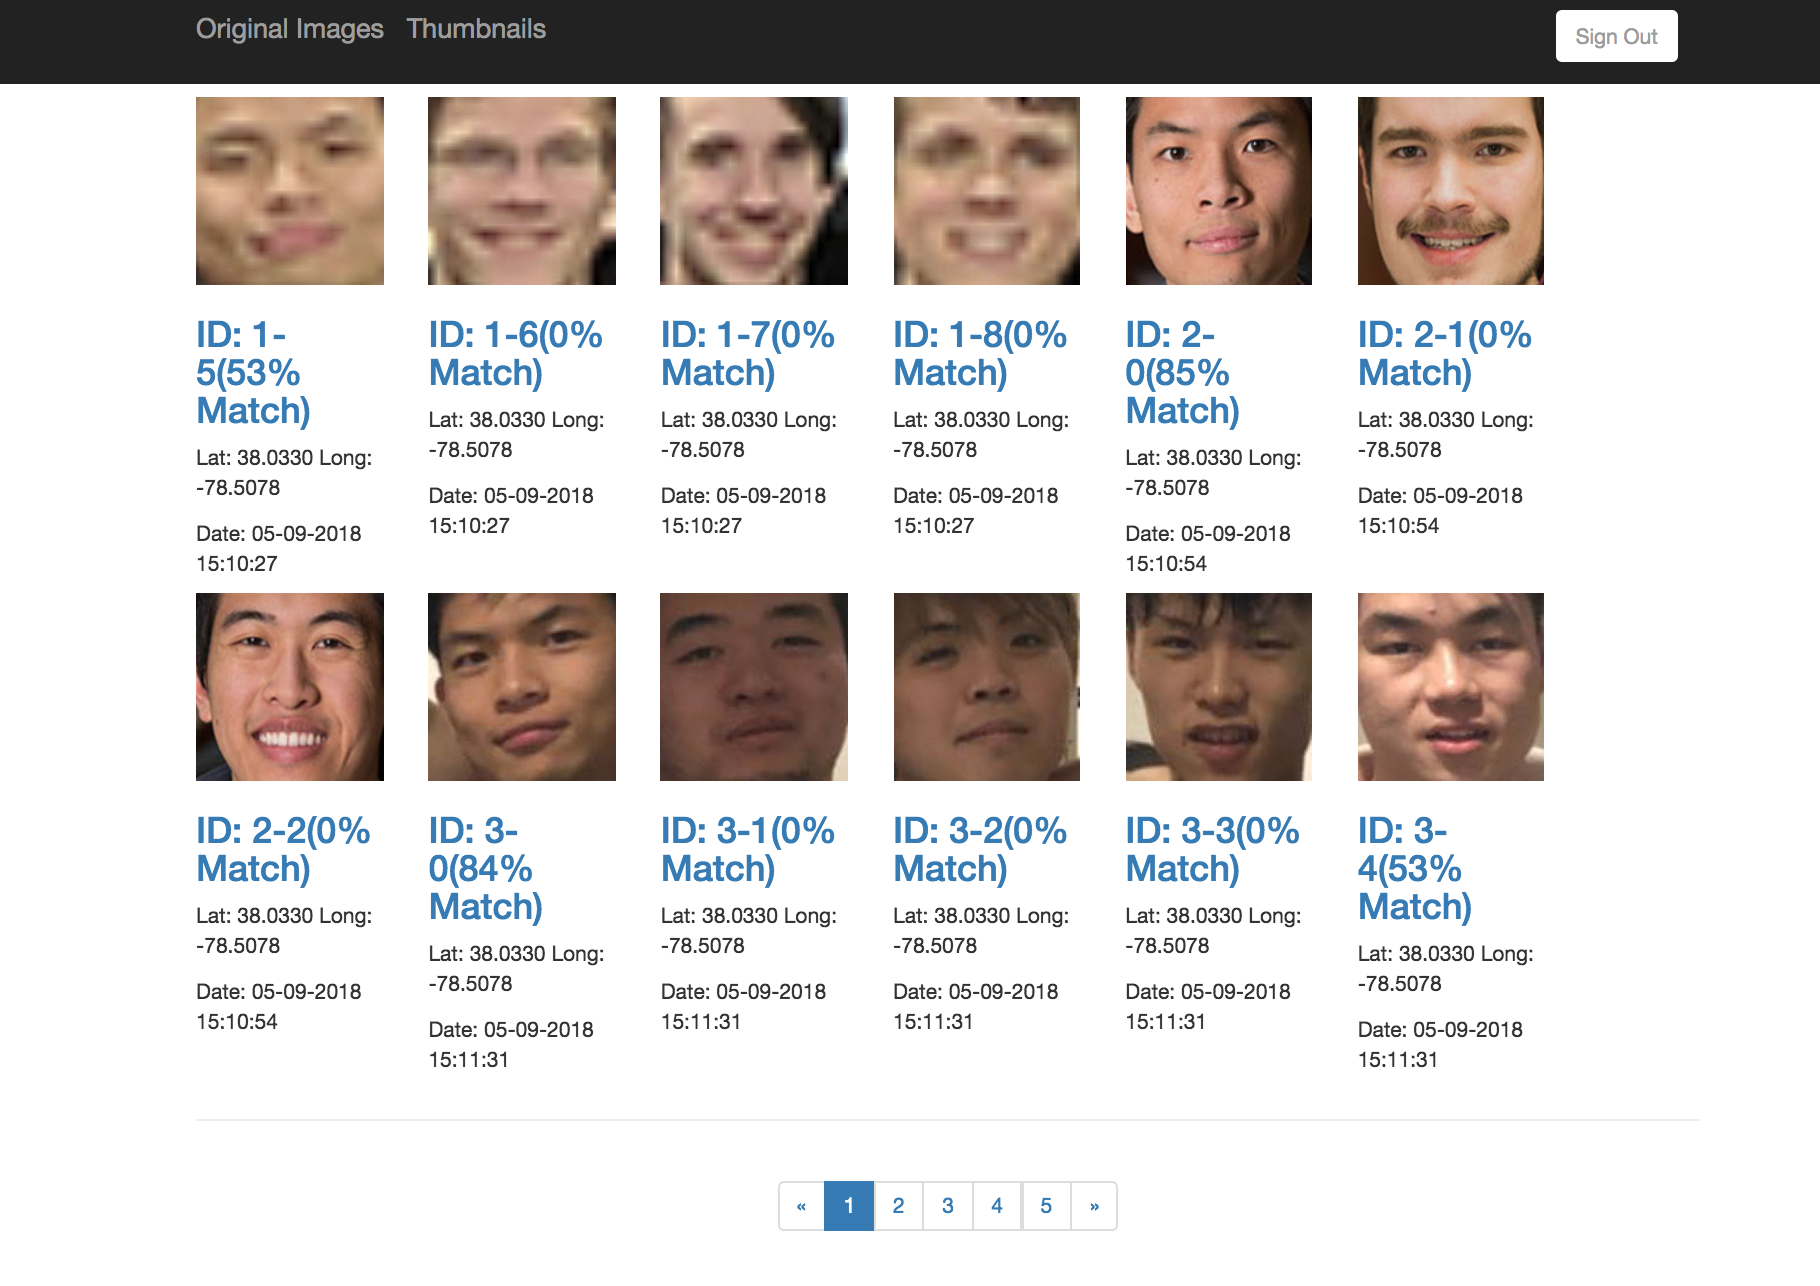 Original Images Thumbnails Sign Out
ID: 1-
5(53%
Match)
Lat: 38.0330 Long:
-78.5078
Date: 05-09-2018
15:10:27
ID: 1-6(0%
Match)
Lat: 38.0330 Long:
-78.5078
Date: 05-09-2018
15:10:27
ID: 1-7(0%
Match)
Lat: 38.0330 Long:
-78.5078
Date: 05-09-2018
15:10:27
ID: 1-8(0%
Match)
Lat: 38.0330 Long:
-78.5078
Date: 05-09-2018
15:10:27
ID: 2-
0(85%
Match)
Lat: 38.0330 Long:
-78.5078
Date: 05-09-2018
15:10:54
ID: 2-1(0%
Match)
Lat: 38.0330 Long:
-78.5078
Date: 05-09-2018
15:10:54
ID: 2-2(0%
Match)
Lat: 38.0330 Long:
-78.5078
Date: 05-09-2018
15:10:54
ID: 3-
0(84%
Match)
Lat: 38.0330 Long:
-78.5078
Date: 05-09-2018
15:11:31
ID: 3-1(0%
Match)
Lat: 38.0330 Long:
-78.5078
Date: 05-09-2018
15:11:31
ID: 3-2(0%
Match)
Lat: 38.0330 Long:
-78.5078
Date: 05-09-2018
15:11:31
ID: 3-3(0%
Match)
Lat: 38.0330 Long:
-78.5078
Date: 05-09-2018
15:11:31
ID: 3-
4(53%
Match)
Lat: 38.0330 Long:
-78.5078
Date: 05-09-2018
15:11:31
« 1 2 3 4 5 »